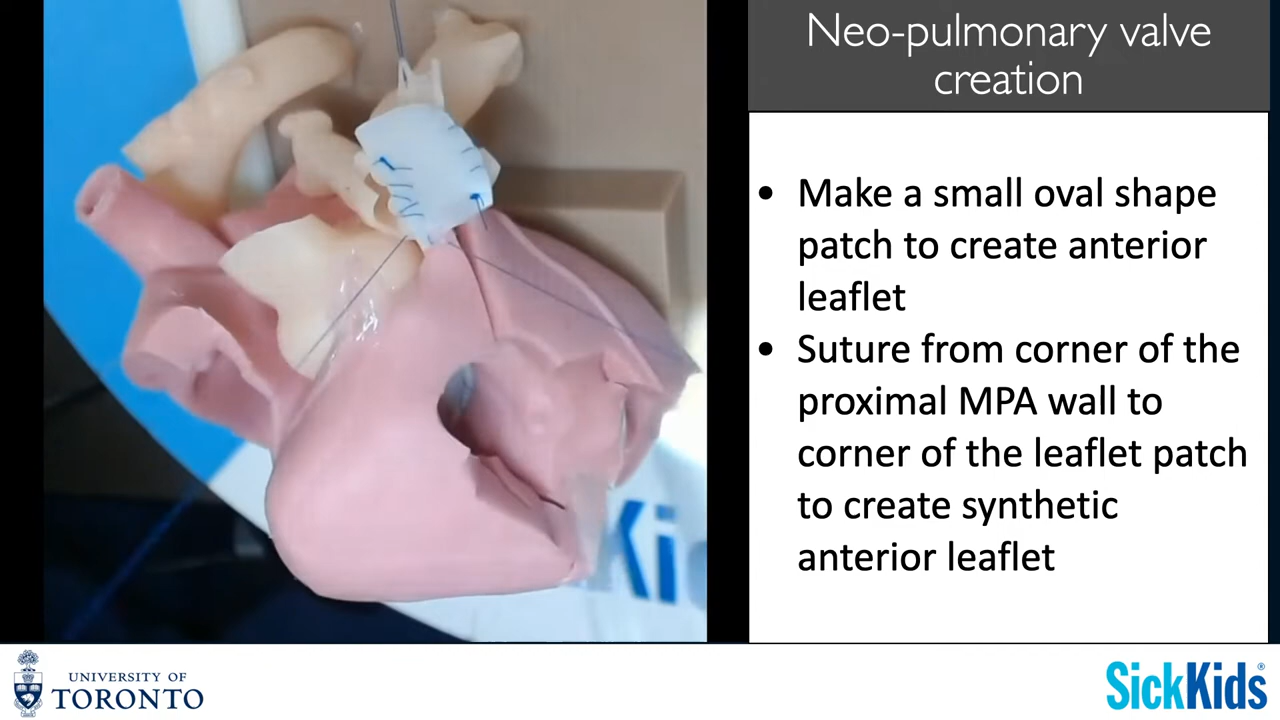 Neo-pulmonary valve
creation
• Make a small oval shape
patch to create anterior
leaflet
• Suture from corner of the
proximal MPA wall to
corner of the leaflet patch
to create synthetic
anterior leaflet
Ki
UNIVERSITY OF
TORONTO
SickKids®